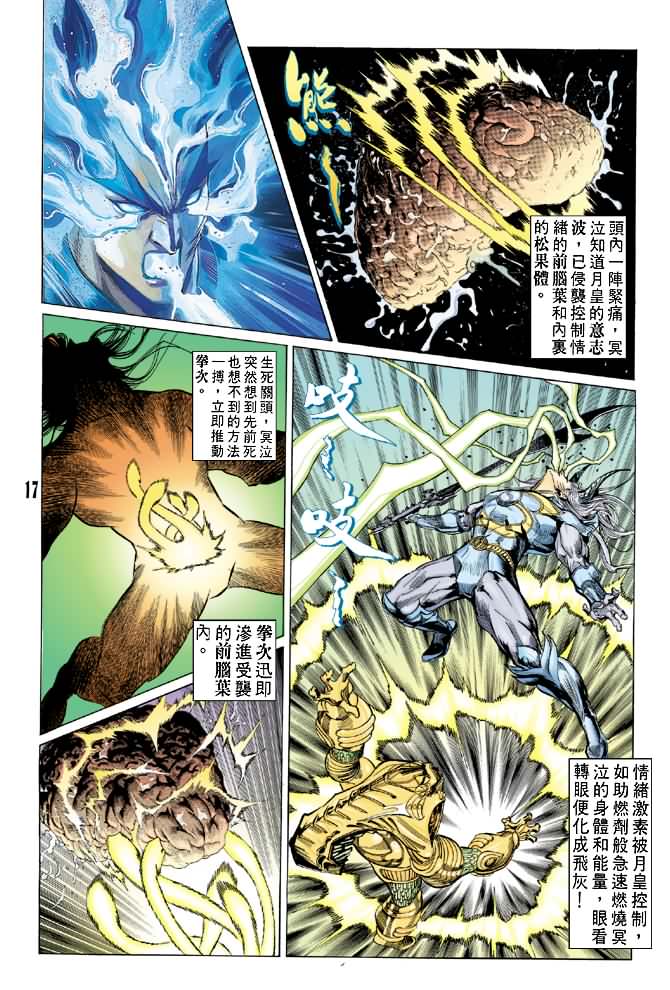 熊
頭內一陣緊痛，冥
泣知道月皇的意志
波，已侵襲控制情
緒的前腦葉和內裏
的松果體。
生死關頭，冥泣
突然想到先前死
也想不到的方法
一搏，立即推動
拳次。
吱
吱
17
拳次迅即
滲進受襲
的前腦葉
內。
情緒激素被月皇控制，
如助燃劑般急速燃燒冥
泣的身體和能量，眼看
轉眼便化成飛灰！